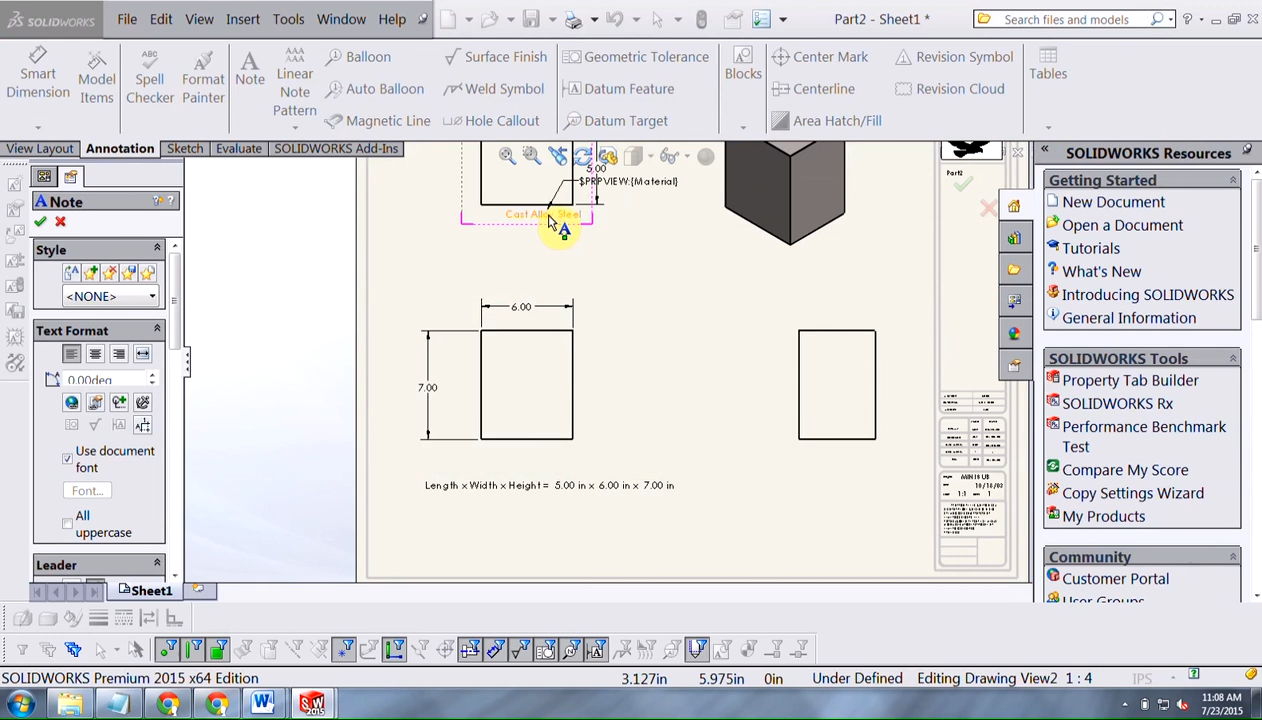 SOLIDWORKS
File Edit View Insert Tools Window Help
Part2 - Sheet1 *
Search files and models
Smart Dimension
Model Items
Spell Checker
Format Painter
Note
Linear Note Pattern
Balloon
Auto Balloon
Magnetic Line
Surface Finish
Weld Symbol
Hole Callout
Geometric Tolerance
Datum Feature
Datum Target
Blocks
Center Mark
Centerline
Area Hatch/Fill
Revision Symbol
Revision Cloud
Tables
View Layout Annotation Sketch Evaluate SOLIDWORKS Add-Ins
Note
Style
<NONE>
Text Format
0.00deg
Use document font
Font...
All uppercase
Leader
5.00
$PRPVIEW:{Material}
Cast Alloy Steel
Part2
6.00
7.00
Length x Width x Height = 5.00 in x 6.00 in x 7.00 in
1:1
SOLIDWORKS Resources
Getting Started
New Document
Open a Document
Tutorials
What's New
Introducing SOLIDWORKS
General Information
SOLIDWORKS Tools
Property Tab Builder
SOLIDWORKS Rx
Performance Benchmark Test
Compare My Score
Copy Settings Wizard
My Products
Community
Customer Portal
User Groups
Sheet1
SOLIDWORKS Premium 2015 x64 Edition
3.127in 5.975in 0in Under Defined Editing Drawing View2 1 : 4 IPS
11:08 AM
7/23/2015